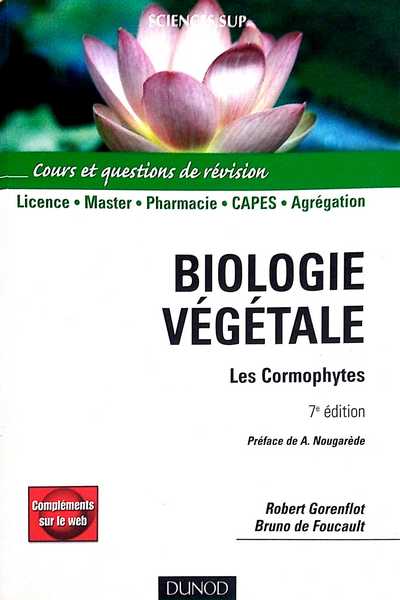 SCIENCES SUP
Cours et questions de révision
Licence • Master • Pharmacie • CAPES • Agrégation
BIOLOGIE
VÉGÉTALE
Les Cormophytes
7e édition
Préface de A. Nougarède
Compléments
sur le web
Robert Gorenflot
Bruno de Foucault
DUNOD